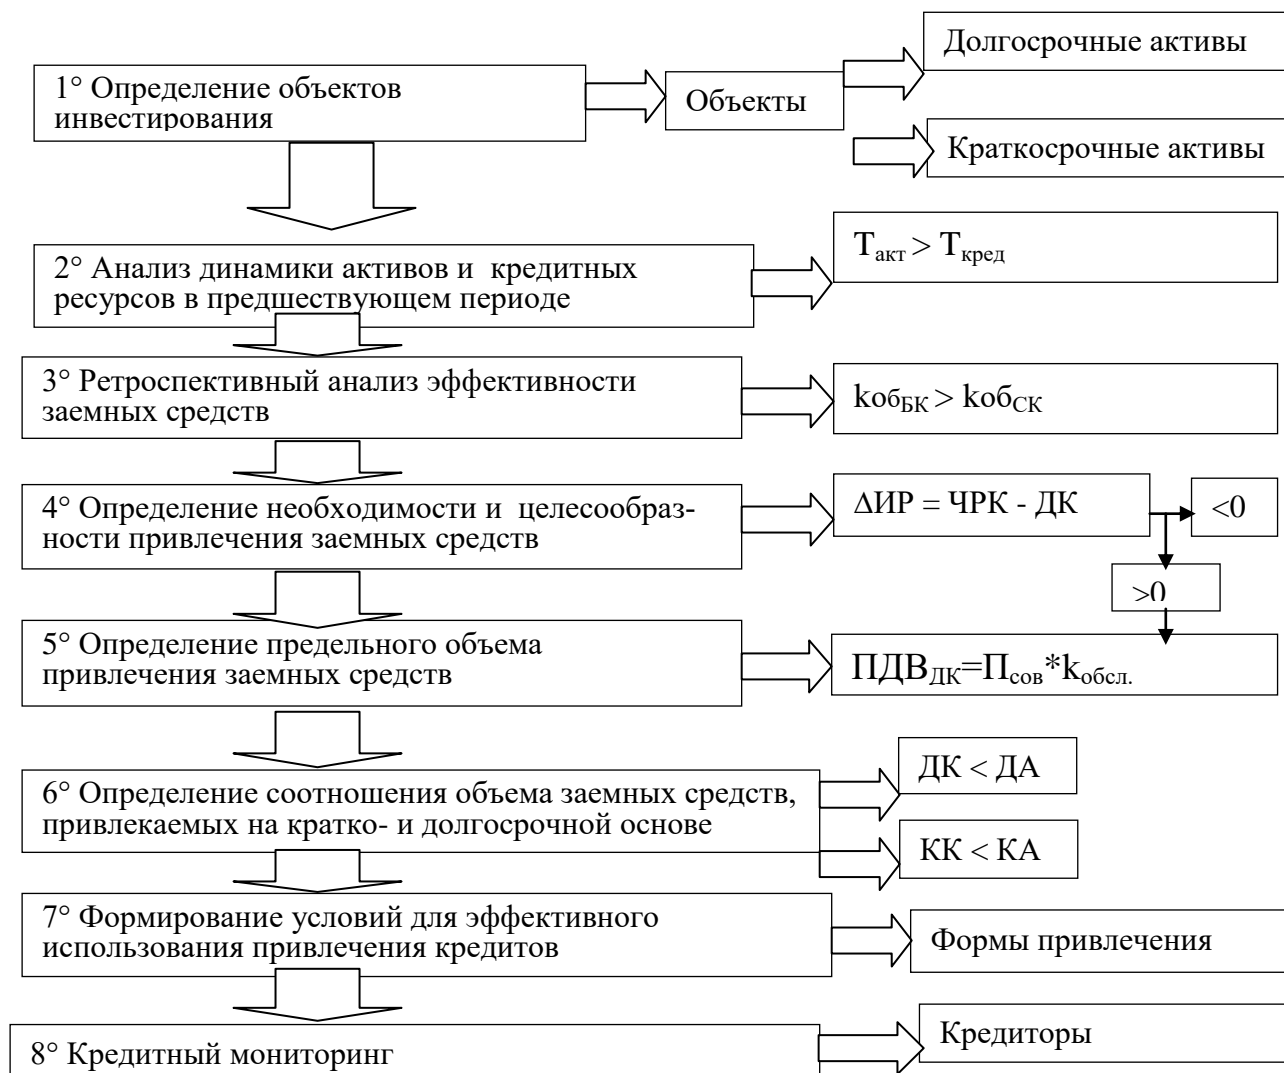 1° Определение объектов
инвестирования
Объекты
Долгосрочные активы
Краткосрочные активы
2° Анализ динамики активов и кредитных
ресурсов в предшествующем периоде
Tакт > Tкред
3° Ретроспективный анализ эффективности
заемных средств
kобБК > kобСК
4° Определение необходимости и целесообраз-
ности привлечения заемных средств
ΔИР = ЧРК - ДК
<0
>0
5° Определение предельного объема
привлечения заемных средств
ПДВДК=Псов*kобсл.
6° Определение соотношения объема заемных средств,
привлекаемых на кратко- и долгосрочной основе
ДК < ДА
КК < КА
7° Формирование условий для эффективного
использования привлечения кредитов
Формы привлечения
8° Кредитный мониторинг
Кредиторы